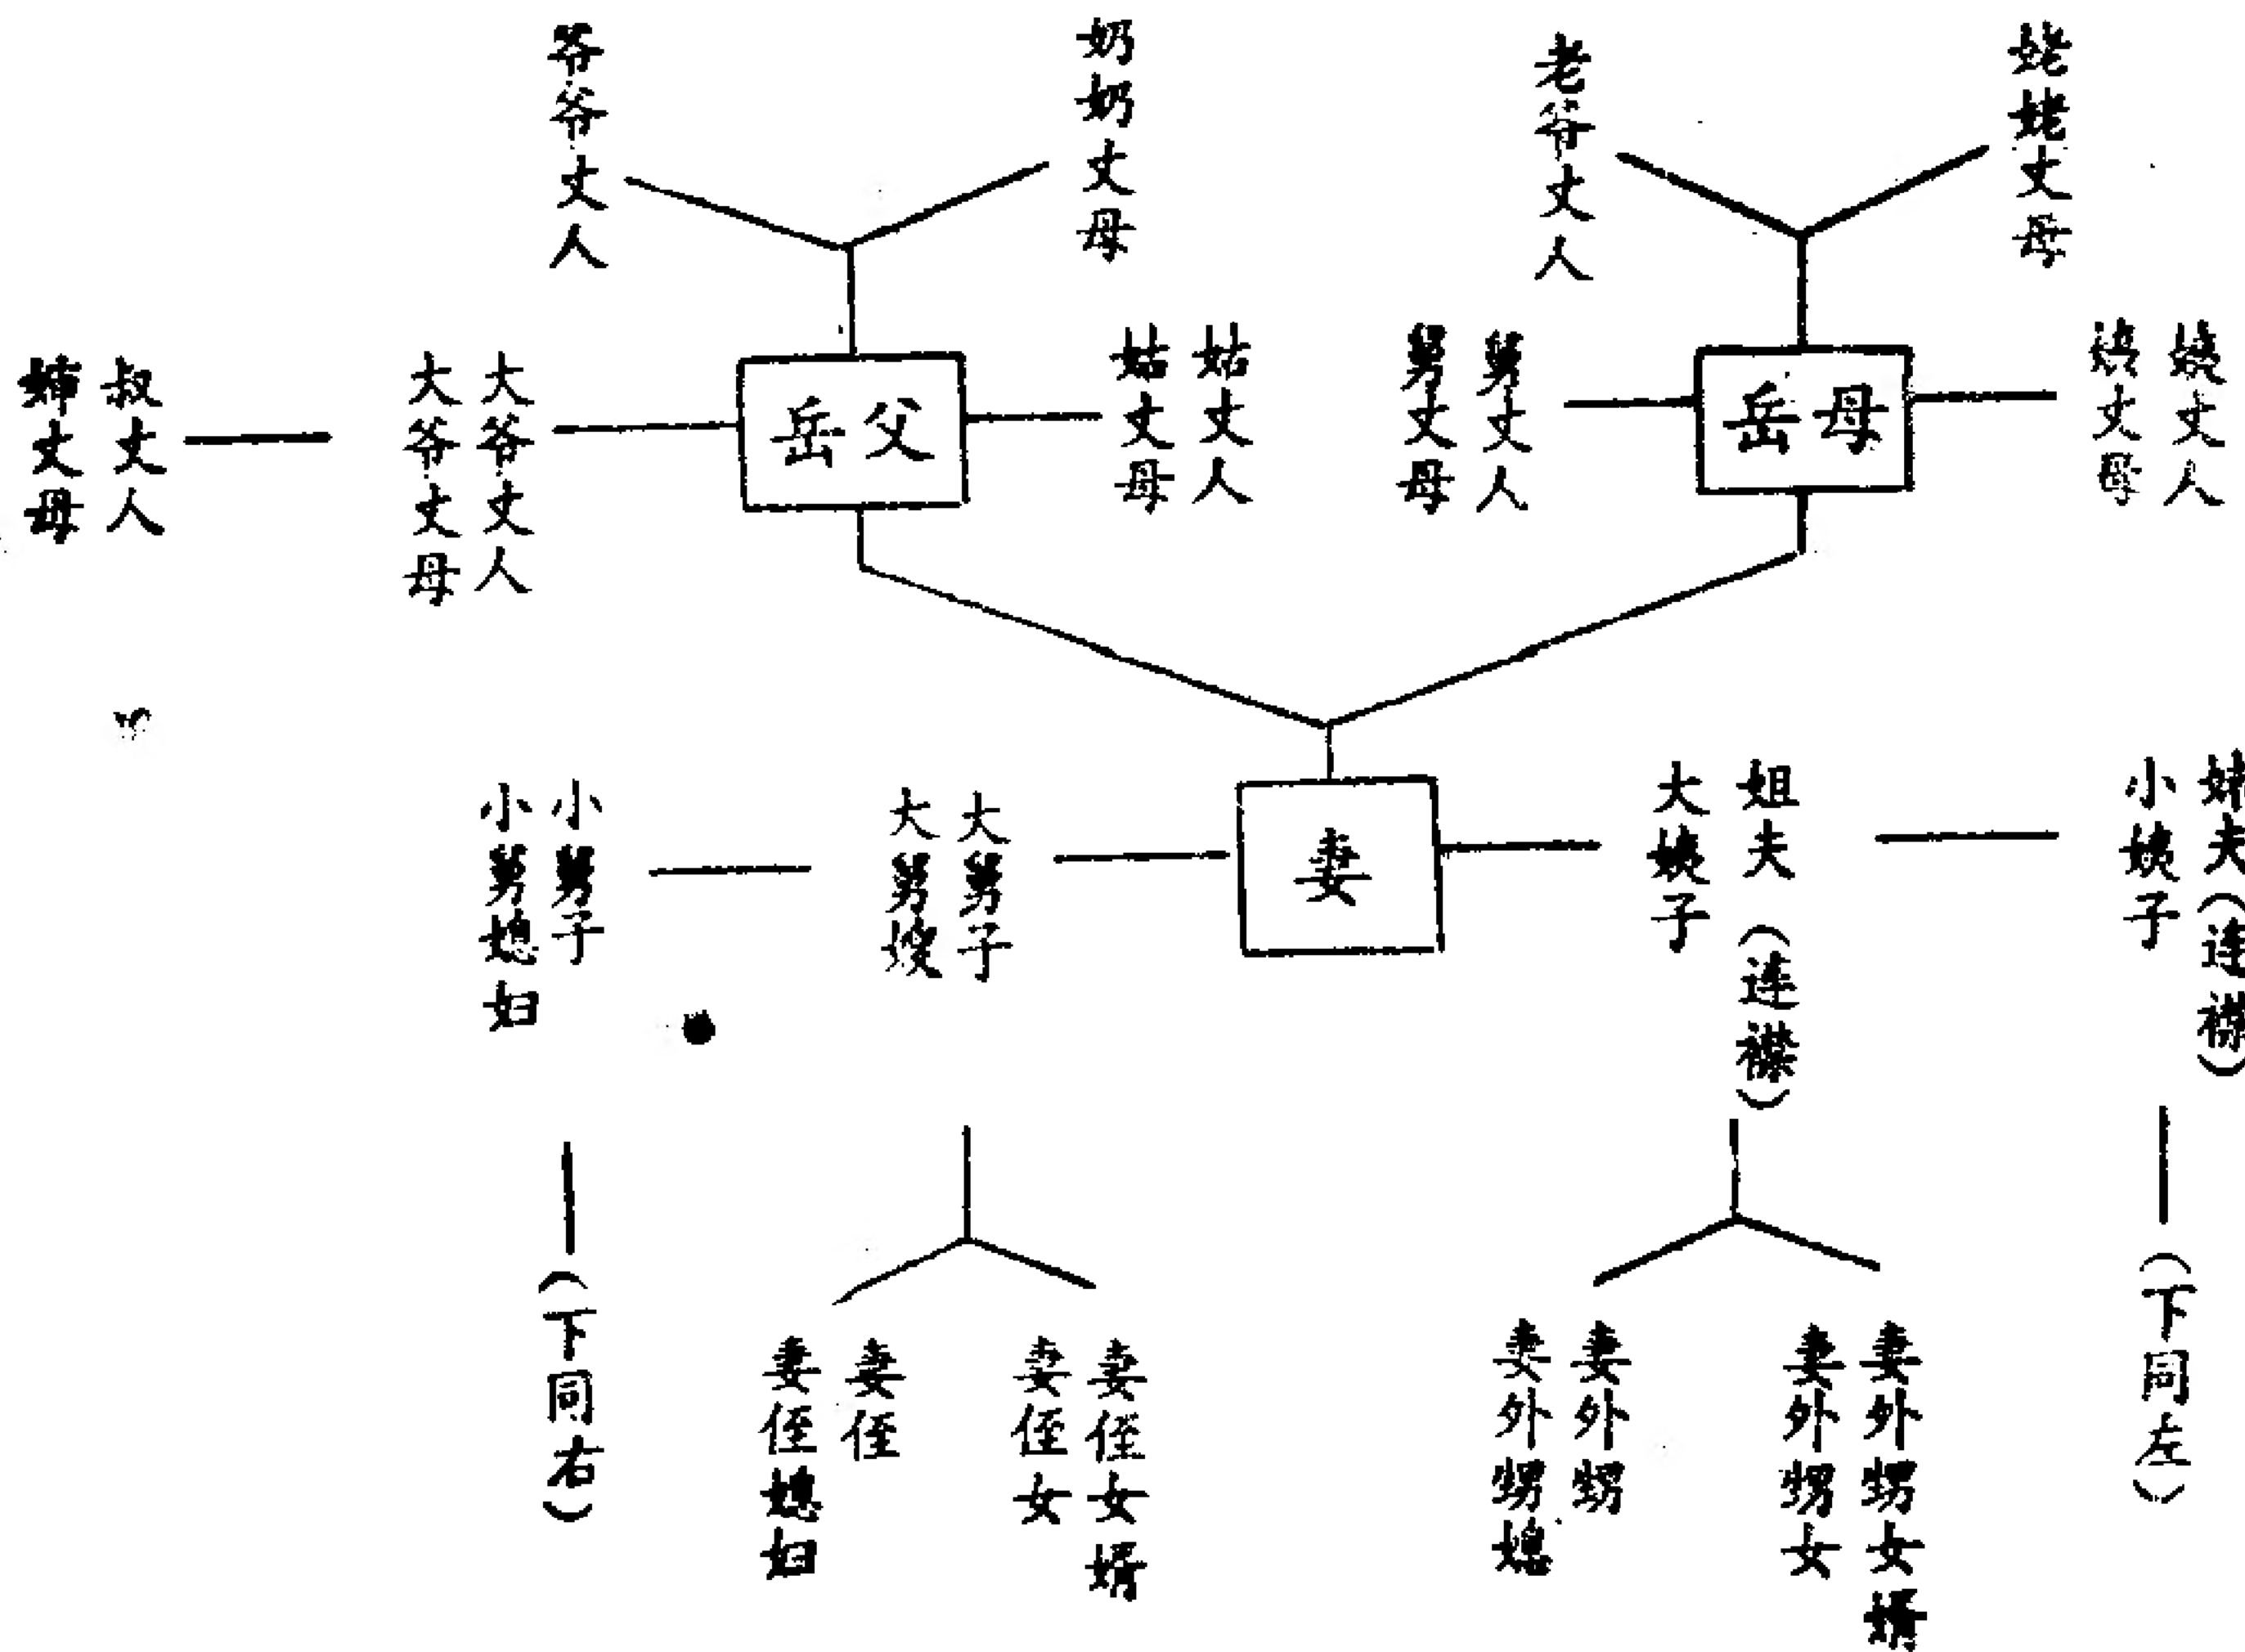 爷爷丈人
奶奶丈母
老爷丈人
姥姥丈母
叔丈人
婶丈母
大爷丈人
大爷丈母
岳父
姑丈人
姑丈母
舅丈人
舅丈母
岳母
姨丈人
姨丈母
小舅子
小舅媳妇
大舅子
大舅嫂
妻
姐夫（连襟）
大姨子
妹夫（连襟）
小姨子
（下同右）
妻侄
妻侄媳妇
妻侄女婿
妻侄女
妻外甥
妻外甥媳
妻外甥女婿
妻外甥女
（下同左）